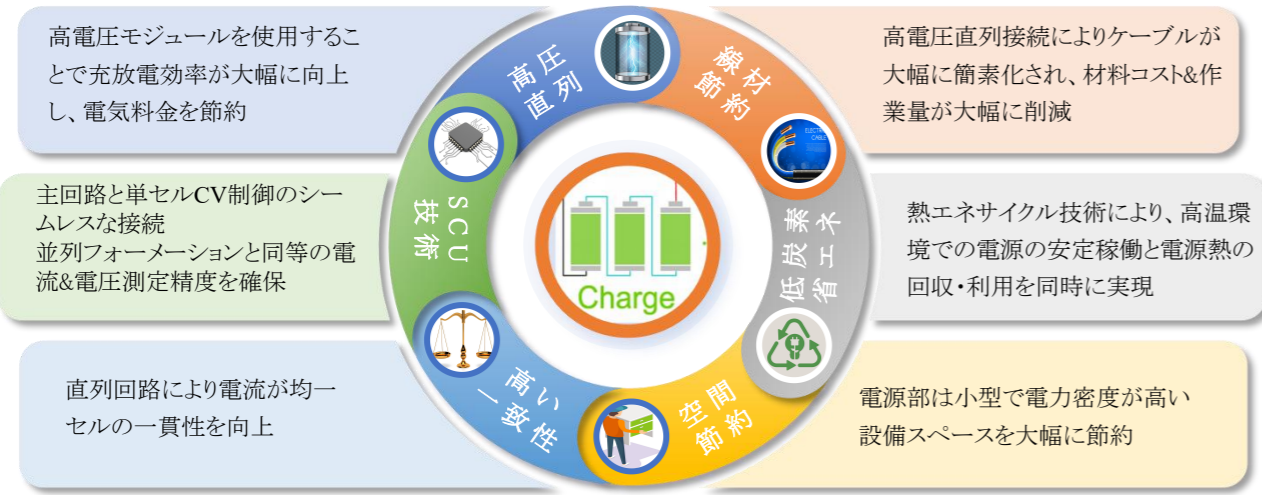 高電圧モジュールを使用するこ
とで充放電効率が大幅に向上
し、電気料金を節約
主回路と単セルCV制御のシー
ムレスな接続
並列フォーメーションと同等の電
流&電圧測定精度を確保
直列回路により電流が均一
セルの一貫性を向上
高圧
直列
線材
節約
ELECTRIC
CABLE
SCU
技術
低炭素
省エネ
高い
一致性
空間
節約
Charge
高電圧直列接続によりケーブルが
大幅に簡素化され、材料コスト&作
業量が大幅に削減
熱エネサイクル技術により、高温環
境での電源の安定稼働と電源熱の
回収・利用を同時に実現
電源部は小型で電力密度が高い
設備スペースを大幅に節約